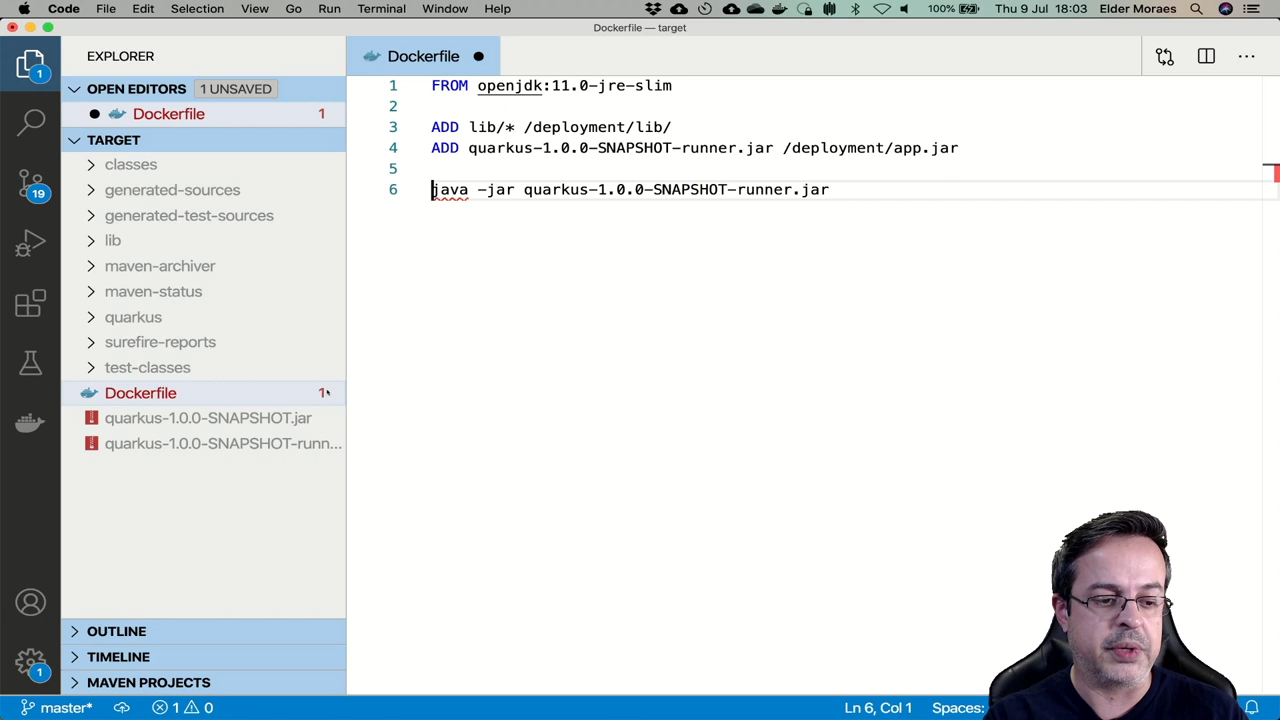 Code File Edit Selection View Go Run Terminal Window Help 100% Thu 9 Jul 18:03 Elder Moraes
Dockerfile — target
EXPLORER
Dockerfile
OPEN EDITORS 1 UNSAVED
Dockerfile 1
TARGET
classes
generated-sources
generated-test-sources
lib
maven-archiver
maven-status
quarkus
surefire-reports
test-classes
Dockerfile 1
quarkus-1.0.0-SNAPSHOT.jar
quarkus-1.0.0-SNAPSHOT-runn...
OUTLINE
TIMELINE
MAVEN PROJECTS
1
19
1
1 FROM openjdk:11.0-jre-slim
2
3 ADD lib/* /deployment/lib/
4 ADD quarkus-1.0.0-SNAPSHOT-runner.jar /deployment/app.jar
5
6 java -jar quarkus-1.0.0-SNAPSHOT-runner.jar
master* 1 0 Ln 6, Col 1 Spaces: